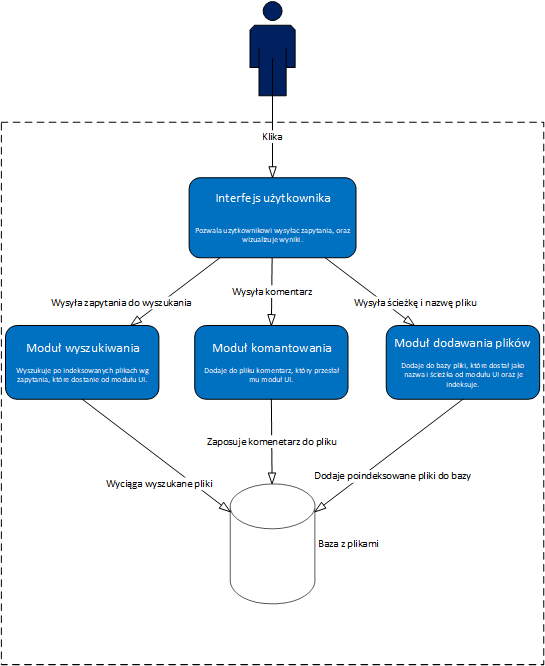 Klika
Interfejs użytkownika
Pozwala uzytkownikowi wysyłac zapytania, oraz
wizualizuje wyniki.
Wysyła zapytania do wyszukania
Wysyła komentarz
Wysyła ścieżkę i nazwę pliku
Moduł wyszukiwania
Wyszukuje po indeksowanych plikach wg
zapytania, które dostanie od modułu UI.
Moduł komantowania
Dodaje do pliku komentarz, który przesłał
mu moduł UI.
Moduł dodawania plików
Dodaje do bazy pliki, które dostał jako
nazwa i ścieżka od modułu UI oraz je
indeksuje.
Zaposuje komenetarz do pliku
Wyciąga wyszukane pliki
Dodaje poindeksowane pliki do bazy
Baza z plikami